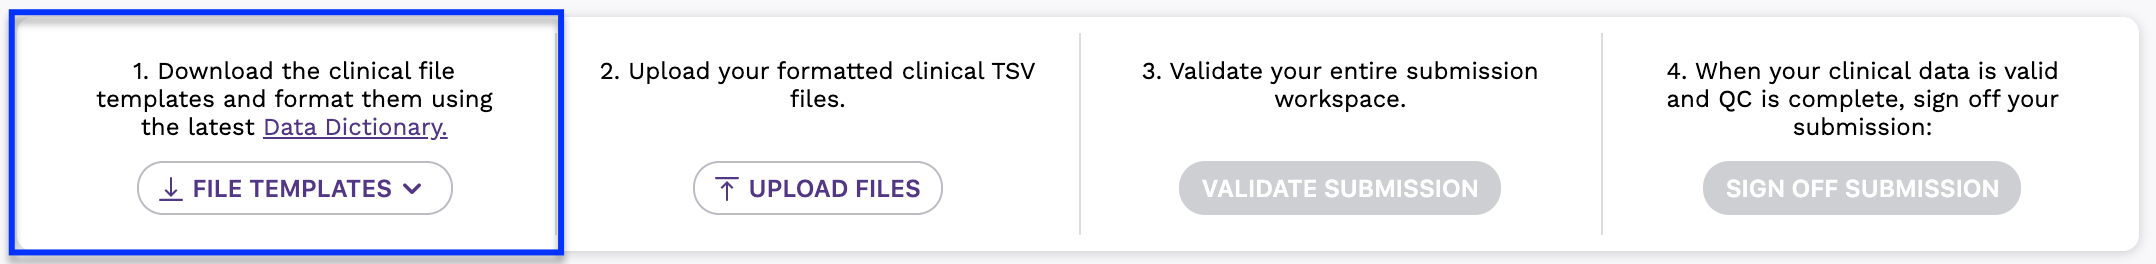 1. Download the clinical file
templates and format them using
the latest Data Dictionary.
FILE TEMPLATES
2. Upload your formatted clinical TSV
files.
UPLOAD FILES
3. Validate your entire submission
workspace.
VALIDATE SUBMISSION
4. When your clinical data is valid
and QC is complete, sign off your
submission:
SIGN OFF SUBMISSION